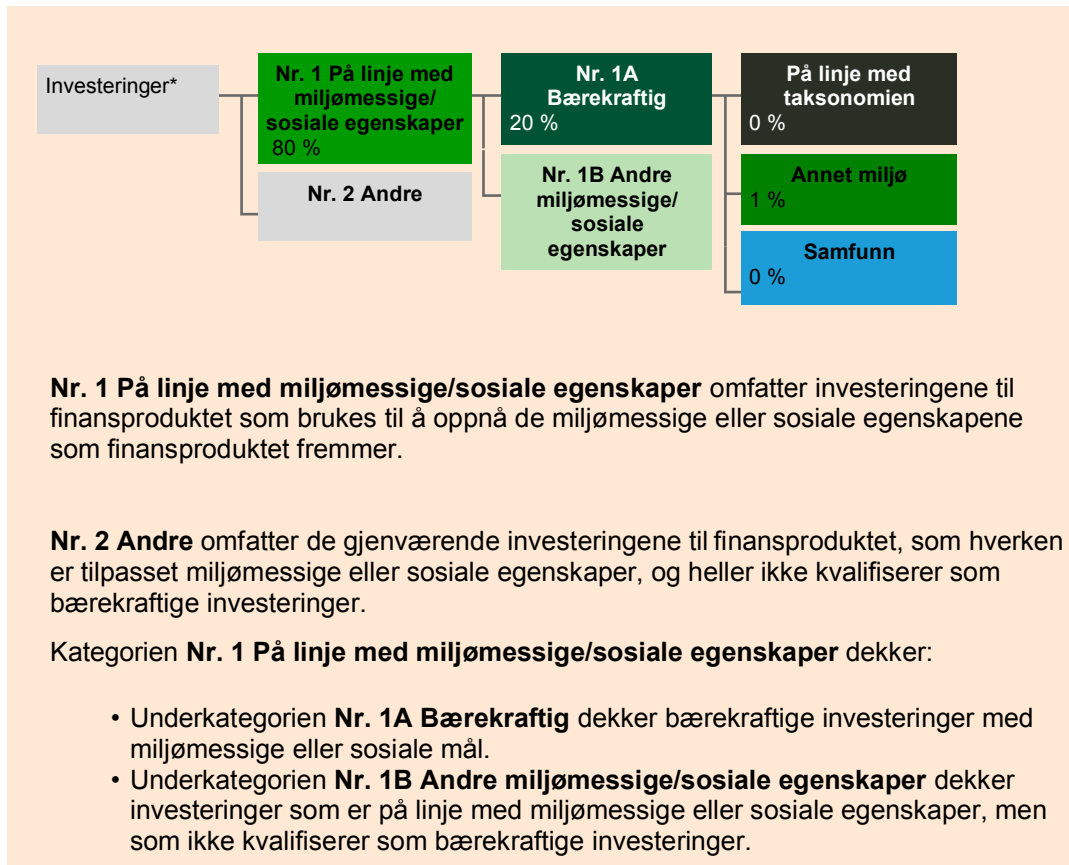 Investeringer*
Nr. 1 På linje med
miljømessige/
sosiale egenskaper
80 %
Nr. 2 Andre
Nr. 1A
Bærekraftig
20 %
Nr. 1B Andre
miljømessige/
sosiale
egenskaper
På linje med
taksonomien
0 %
Annet miljø
1 %
Samfunn
0 %
Nr. 1 På linje med miljømessige/sosiale egenskaper omfatter investeringene til
finansproduktet som brukes til å oppnå de miljømessige eller sosiale egenskapene
som finansproduktet fremmer.
Nr. 2 Andre omfatter de gjenværende investeringene til finansproduktet, som hverken
er tilpasset miljømessige eller sosiale egenskaper, og heller ikke kvalifiserer som
bærekraftige investeringer.
Kategorien Nr. 1 På linje med miljømessige/sosiale egenskaper dekker:
• Underkategorien Nr. 1A Bærekraftig dekker bærekraftige investeringer med
miljømessige eller sosiale mål.
• Underkategorien Nr. 1B Andre miljømessige/sosiale egenskaper dekker
investeringer som er på linje med miljømessige eller sosiale egenskaper, men
som ikke kvalifiserer som bærekraftige investeringer.